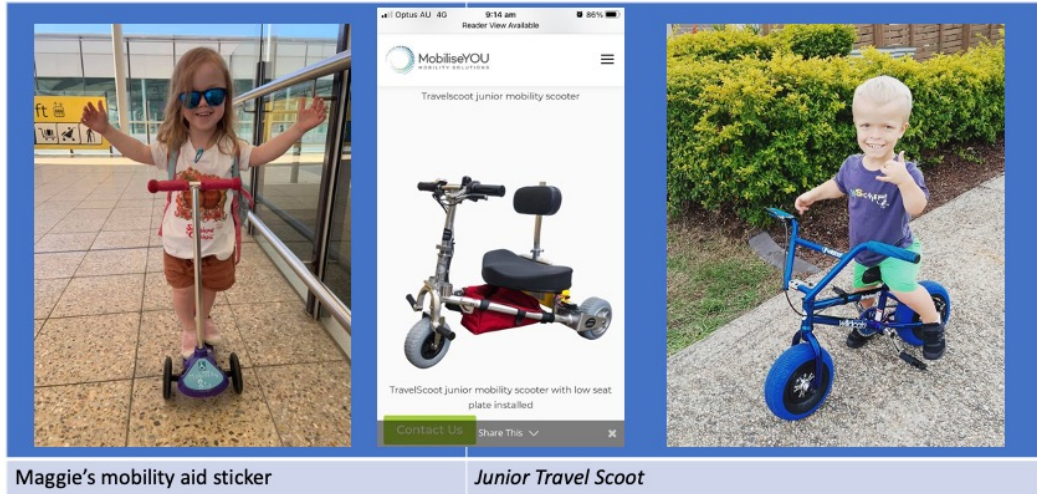 Optus AU 4G
9:14 am
86%
Reader View Available
MobiliseYOU
MOBILITY SOLUTIONS
Travelscoot junior mobility scooter
TravelScoot junior mobility scooter with low seat
plate installed
Contact Us
Share This
ft
Maggie's mobility aid sticker
Junior Travel Scoot